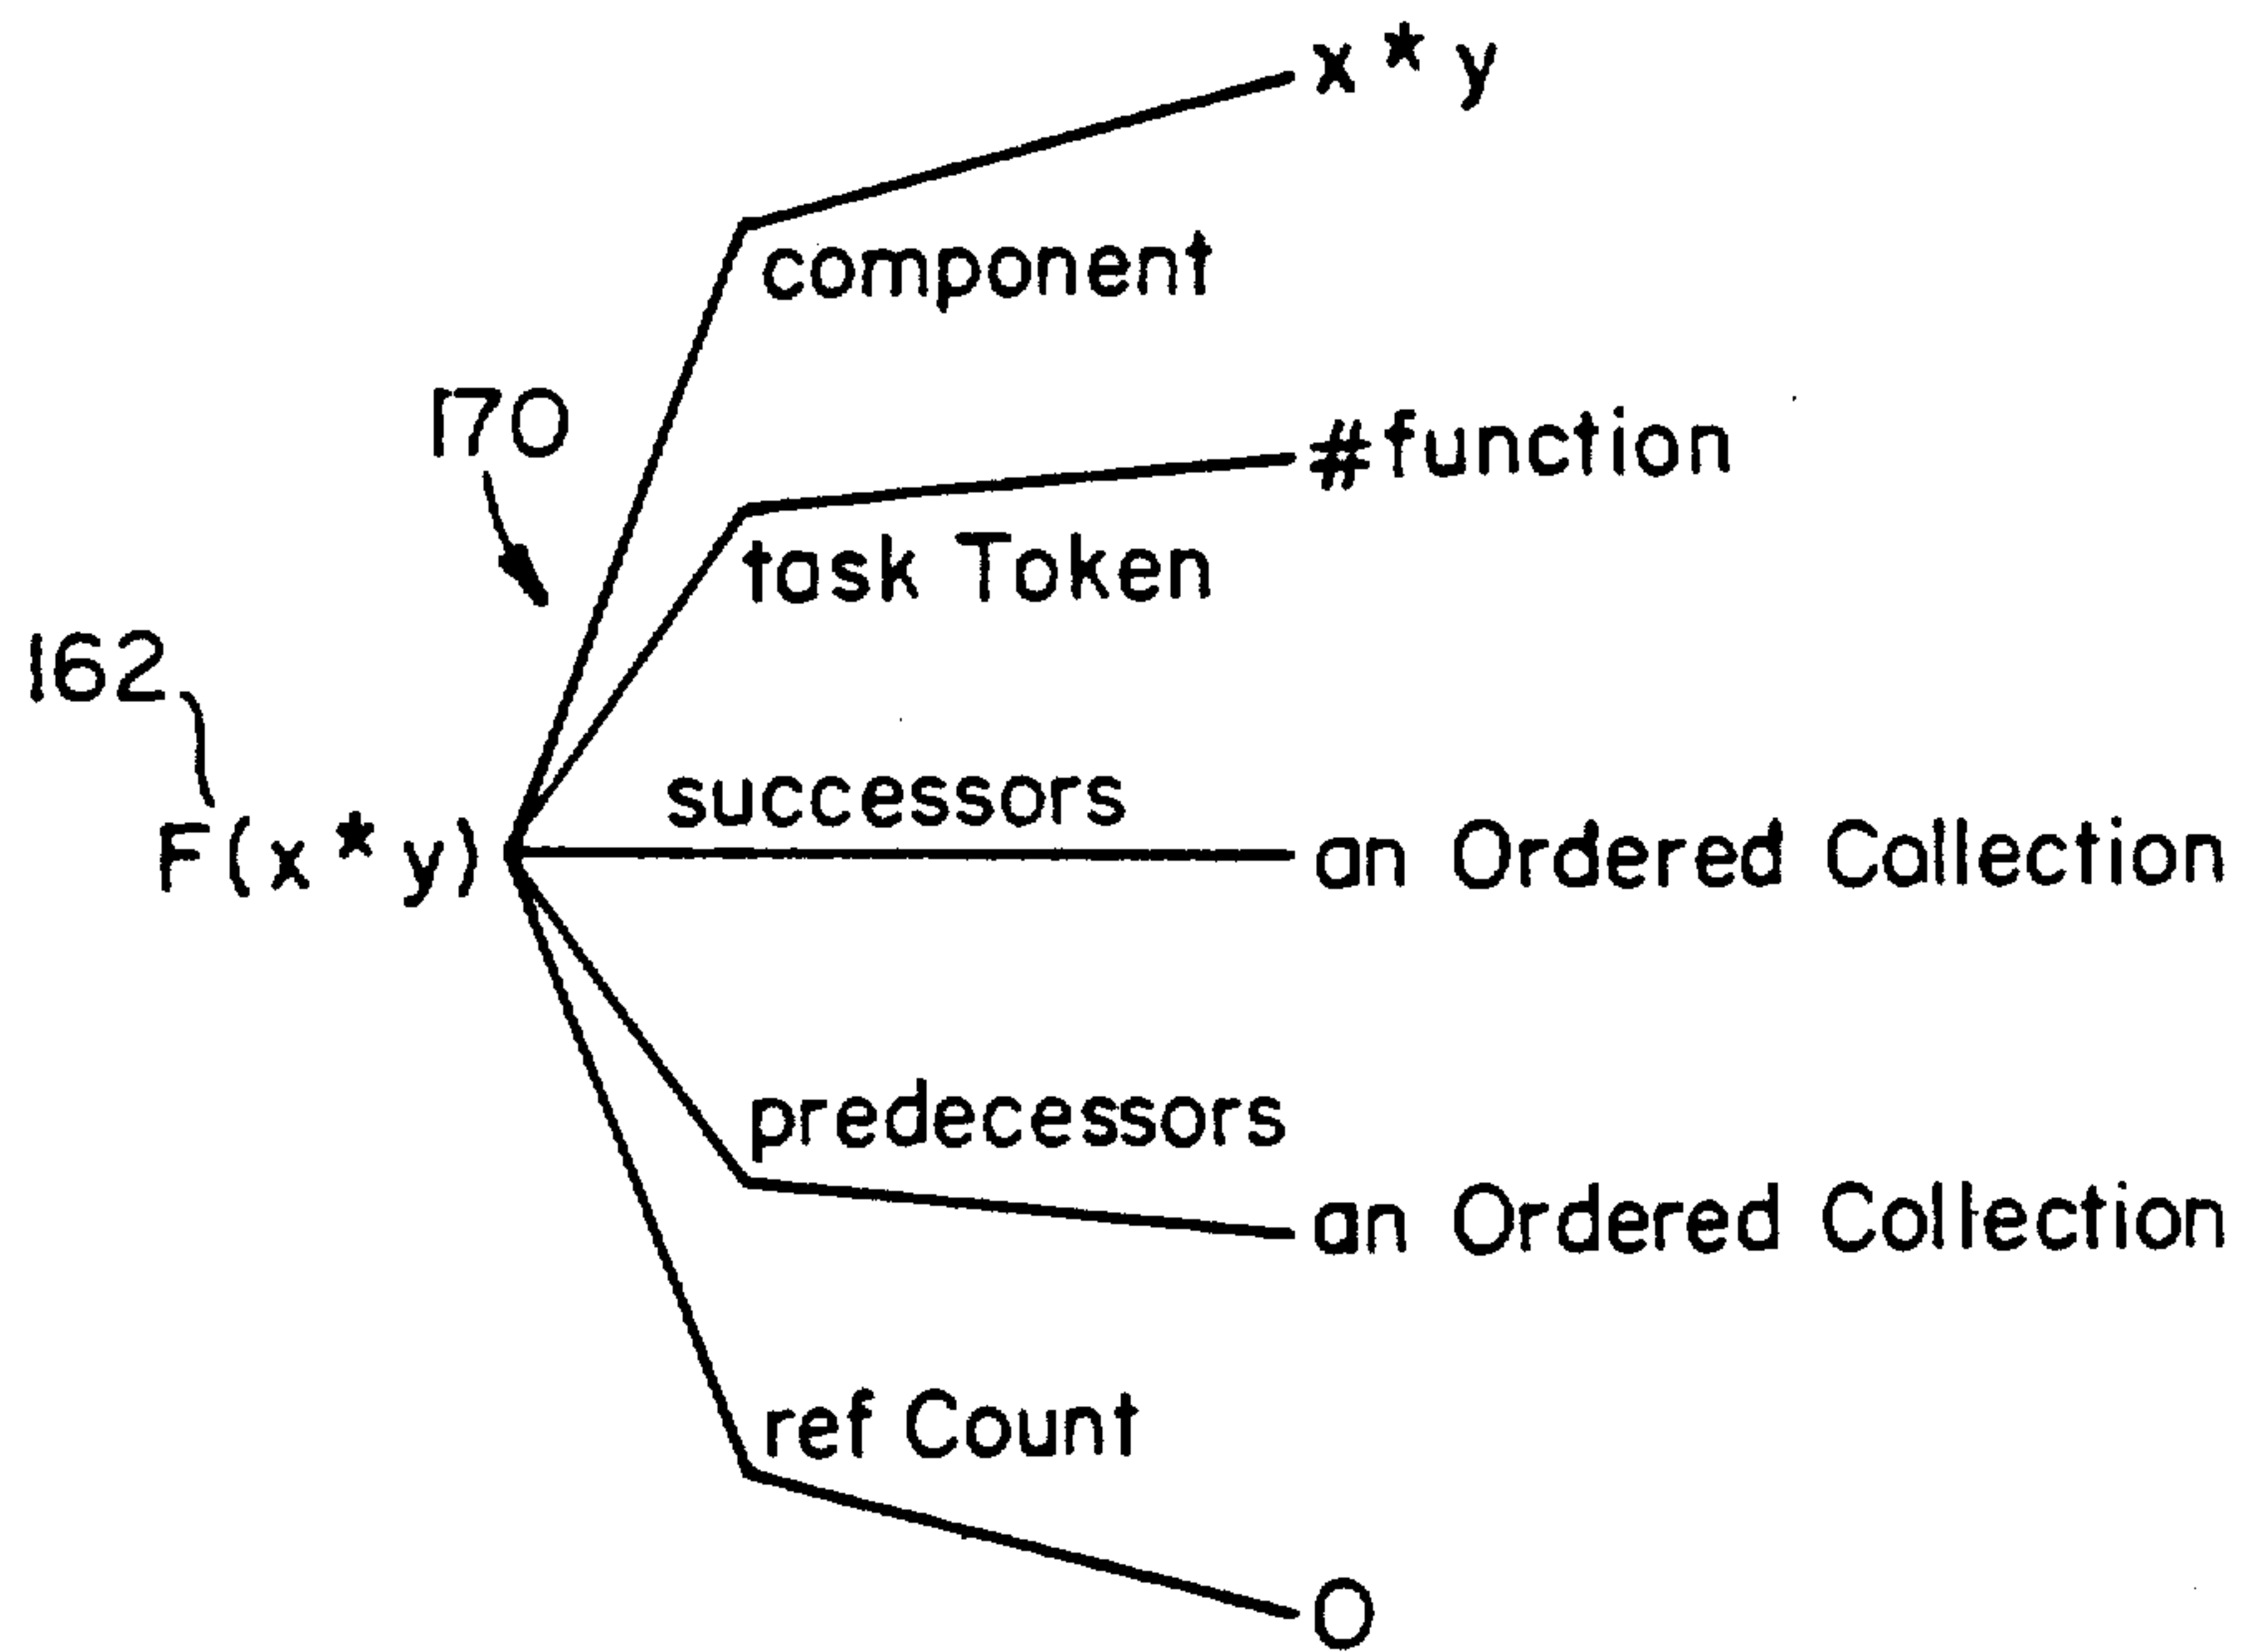 x * y
component
170
#function
task Token
162
successors
F(x * y)
an Ordered Collection
predecessors
an Ordered Collection
ref Count
0